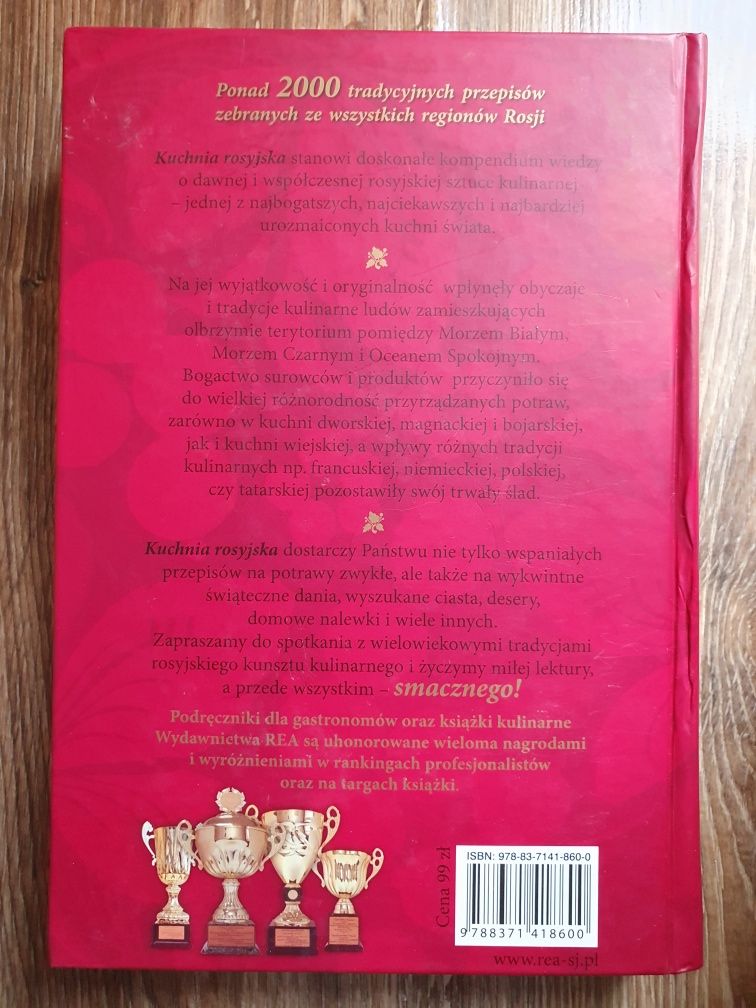 Ponad 2000 tradycyjnych przepisów
zebranych ze wszystkich regionów Rosji
Kuchnia rosyjska stanowi doskonałe kompendium wiedzy
o dawnej i współczesnej rosyjskiej sztuce kulinarnej
– jednej z najbogatszych, najciekawszych i najbardziej
urozmaiconych kuchni świata.
Na jej wyjątkowość i oryginalność wpłynęły obyczaje
i tradycje kulinarne ludów zamieszkujących
olbrzymie terytorium pomiędzy Morzem Białym,
Morzem Czarnym i Oceanem Spokojnym.
Bogactwo surowców i produktów przyczyniło się
do wielkiej różnorodność przyrządzanych potraw,
zarówno w kuchni dworskiej, magnackiej i bojarskiej,
jak i kuchni wiejskiej, a wpływy różnych tradycji
kulinarnych np. francuskiej, niemieckiej, polskiej,
czy tatarskiej pozostawiły swój trwały ślad.
Kuchnia rosyjska dostarczy Państwu nie tylko wspaniałych
przepisów na potrawy zwykłe, ale także na wykwintne
świąteczne dania, wyszukane ciasta, desery,
domowe nalewki i wiele innych.
Zapraszamy do spotkania z wielowiekowymi tradycjami
rosyjskiego kunsztu kulinarnego i życzymy miłej lektury,
a przede wszystkim – smacznego!
Podręczniki dla gastronomów oraz książki kulinarne
Wydawnictwa REA są uhonorowane wieloma nagrodami
i wyróżnieniami w rankingach profesjonalistów
oraz na targach książki.
Cena 99 zł
ISBN: 978-83-7141-860-0
9 788371 418600
www.rea-sj.pl